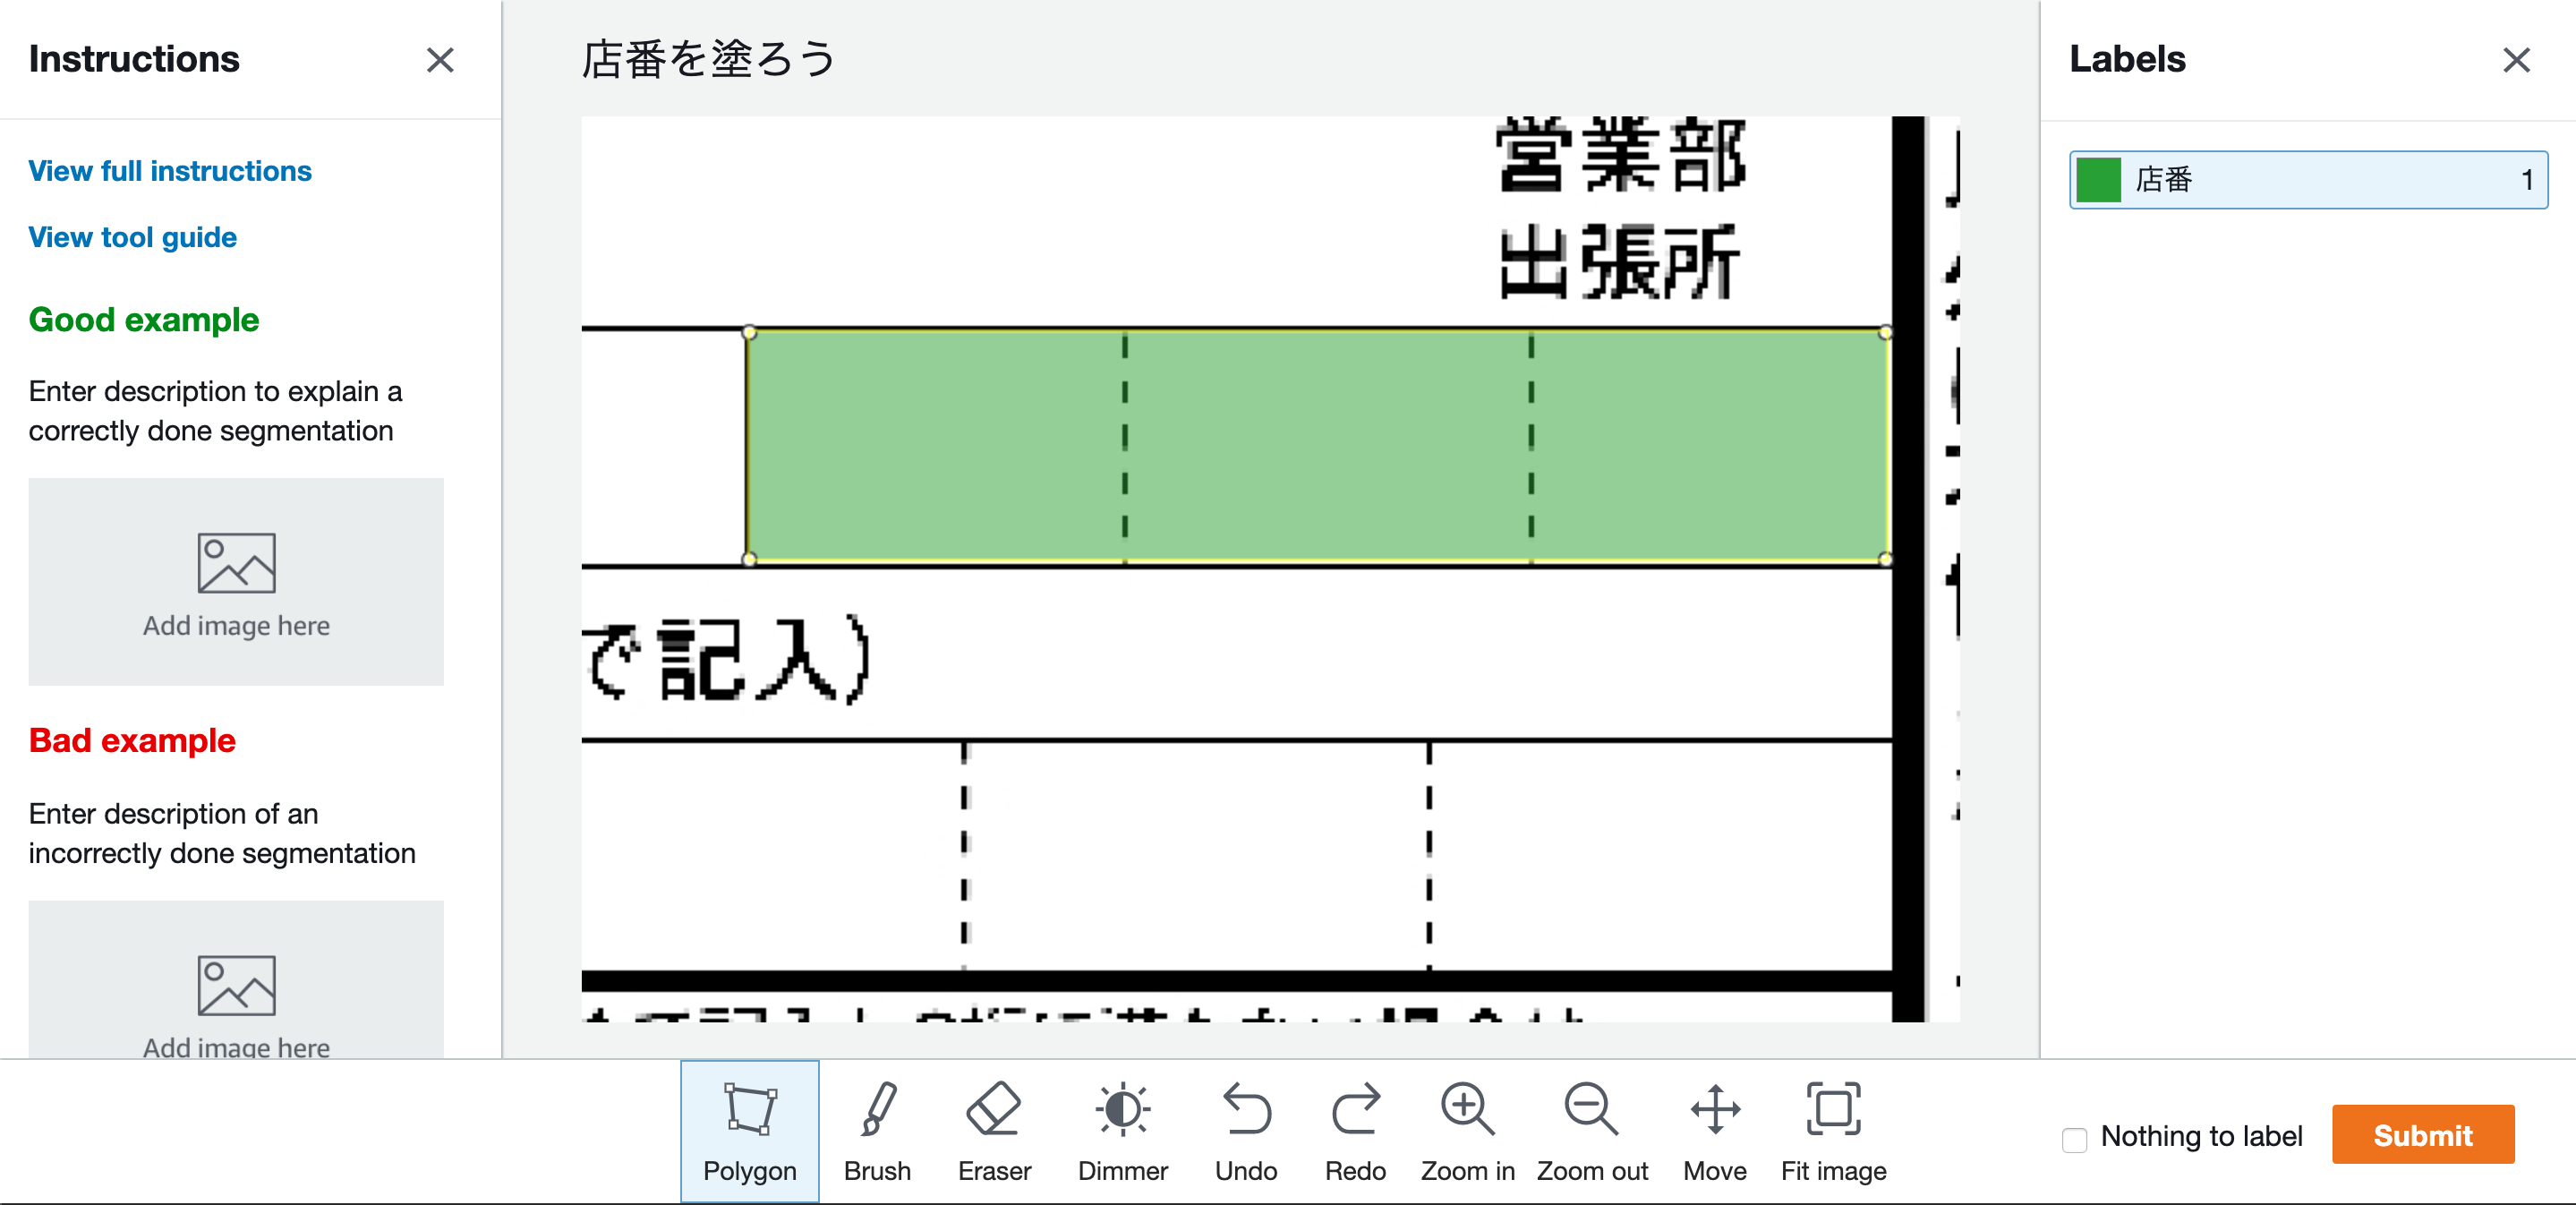 Instructions
View full instructions
View tool guide
Good example
Enter description to explain a
correctly done segmentation
Add image here
Bad example
Enter description of an
incorrectly done segmentation
Add image here
店番を塗ろう
営業部
出張所
で記入)
Labels
店番 1
Polygon Brush Eraser Dimmer Undo Redo Zoom in Zoom out Move Fit image
Nothing to label Submit